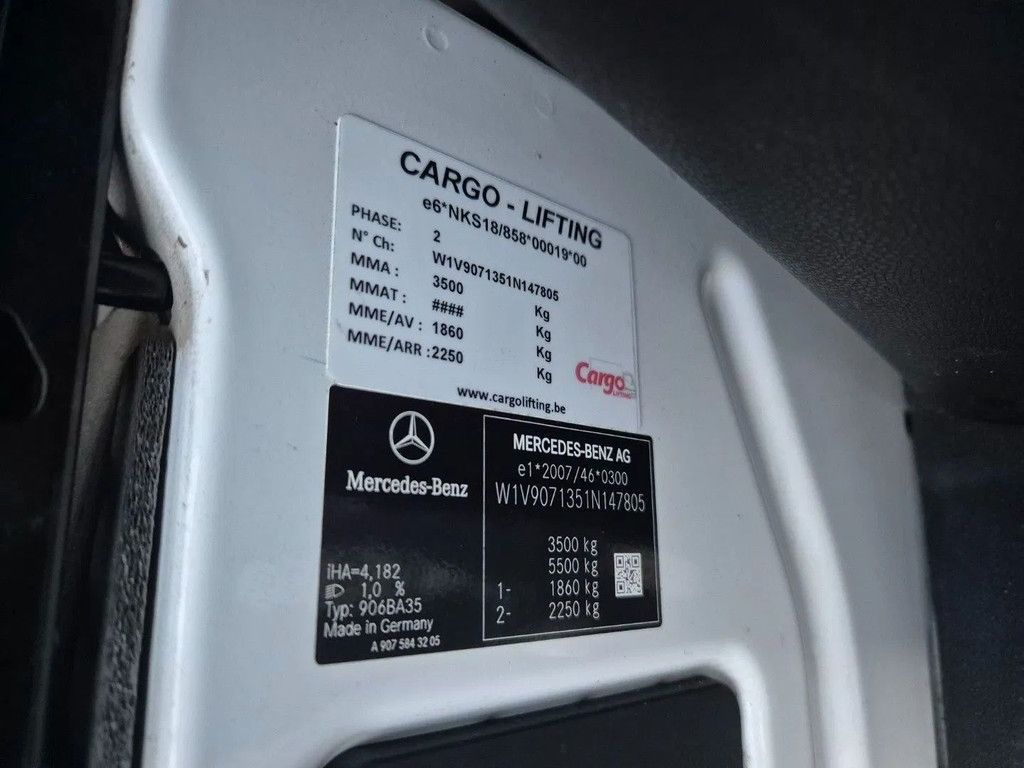 CARGO - LIFTING
e6*NKS18/858*00019*00
PHASE: 2
N° Ch: W1V9071351N147805
MMA : 3500 Kg
MMAT : #### Kg
MME/AV : 1860 Kg
MME/ARR : 2250 Kg
Cargo
LIFTING
www.cargolifting.be
Mercedes-Benz
iHA=4,182
1,0 %
Typ: 906BA35
Made in Germany
A 907 584 32 05
MERCEDES-BENZ AG
e1*2007/46*0300
W1V9071351N147805
3500 kg
5500 kg
1- 1860 kg
2- 2250 kg